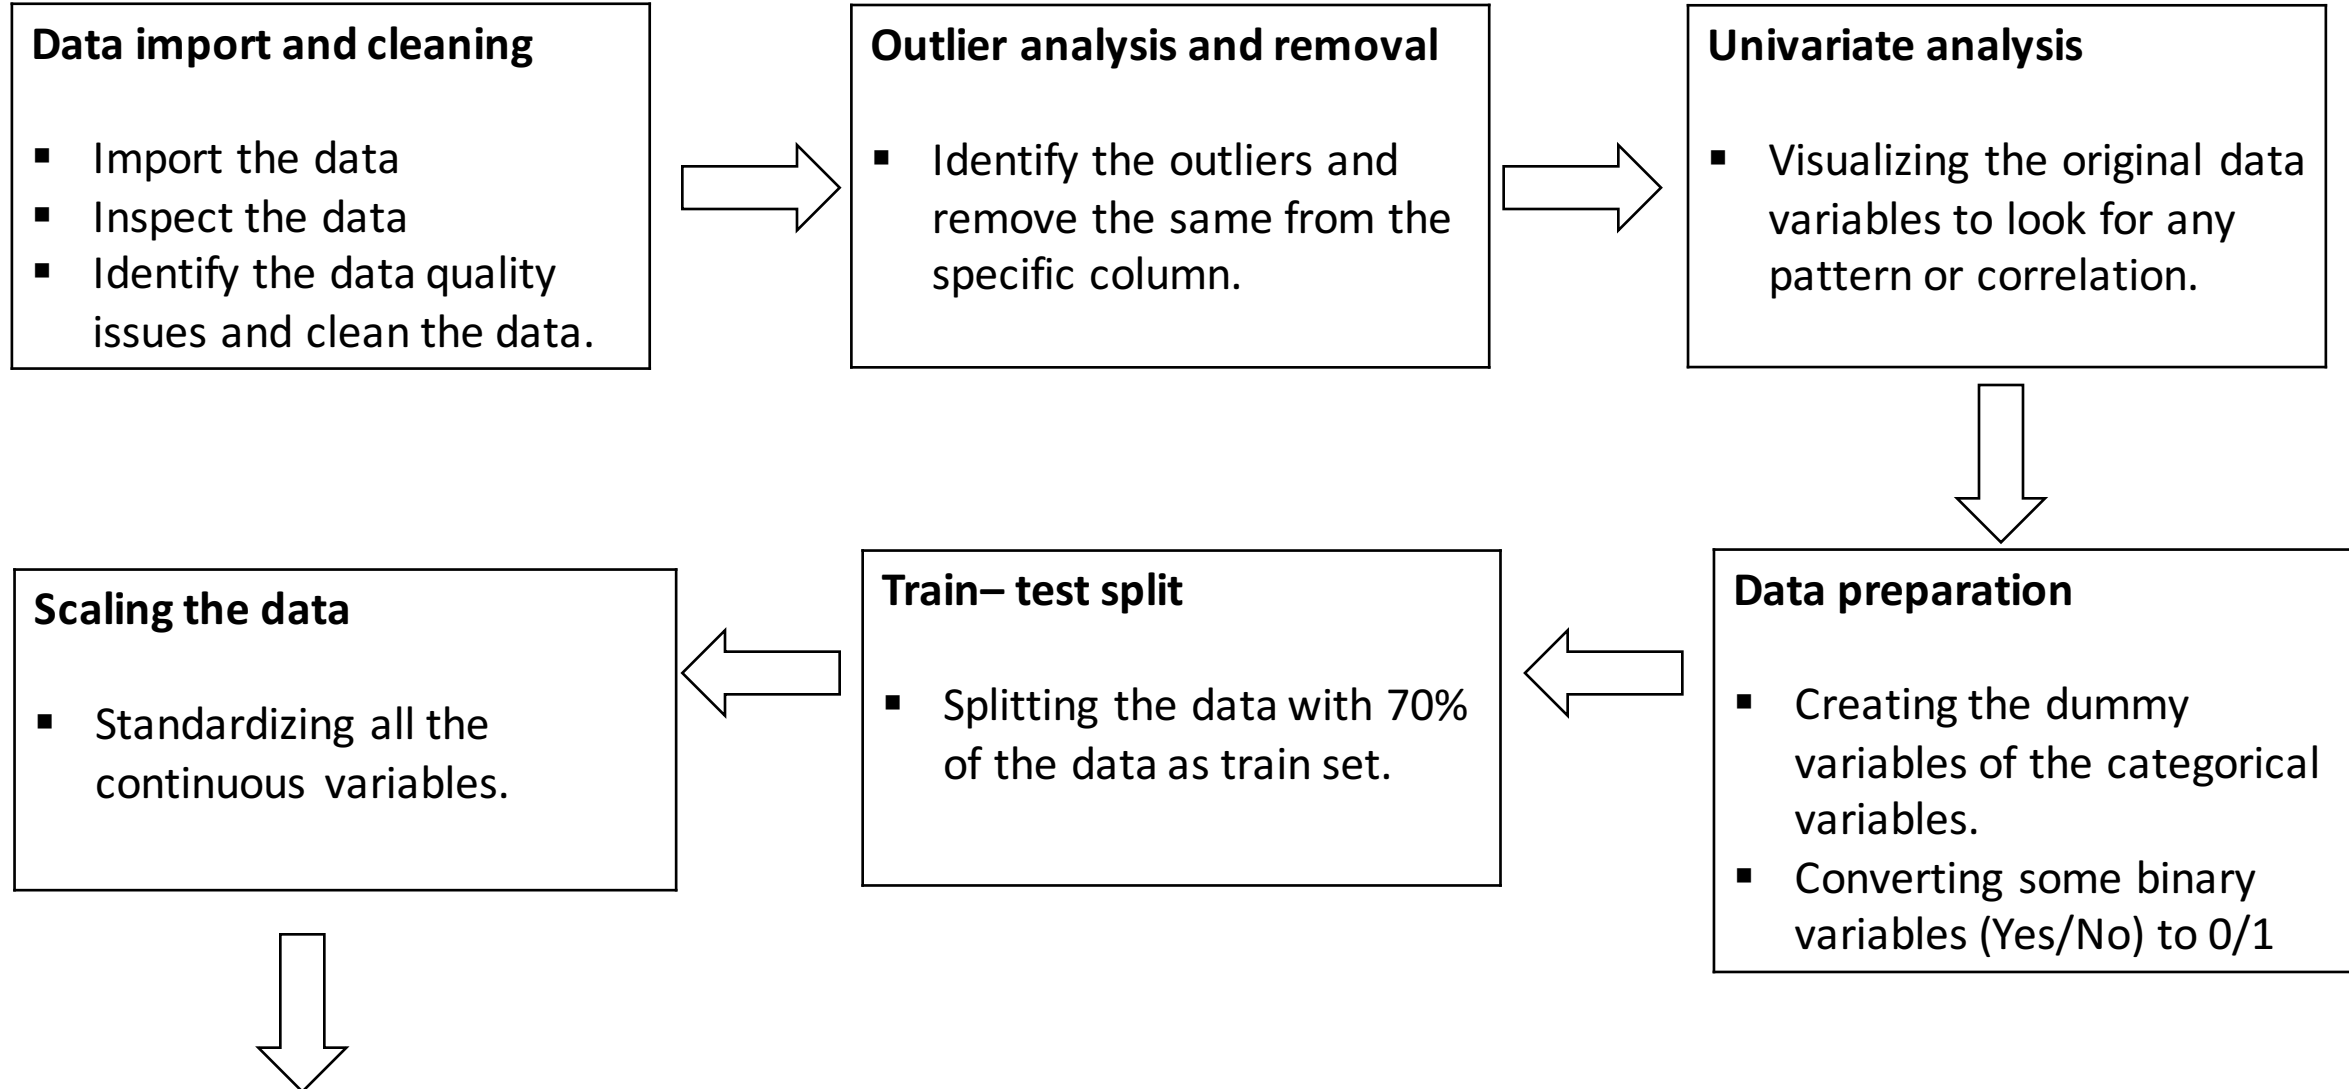 Data import and cleaning
▪ Import the data
▪ Inspect the data
▪ Identify the data quality
issues and clean the data.
Outlier analysis and removal
▪ Identify the outliers and
remove the same from the
specific column.
Univariate analysis
▪ Visualizing the original data
variables to look for any
pattern or correlation.
Data preparation
▪ Creating the dummy
variables of the categorical
variables.
▪ Converting some binary
variables (Yes/No) to 0/1
Train– test split
▪ Splitting the data with 70%
of the data as train set.
Scaling the data
▪ Standardizing all the
continuous variables.